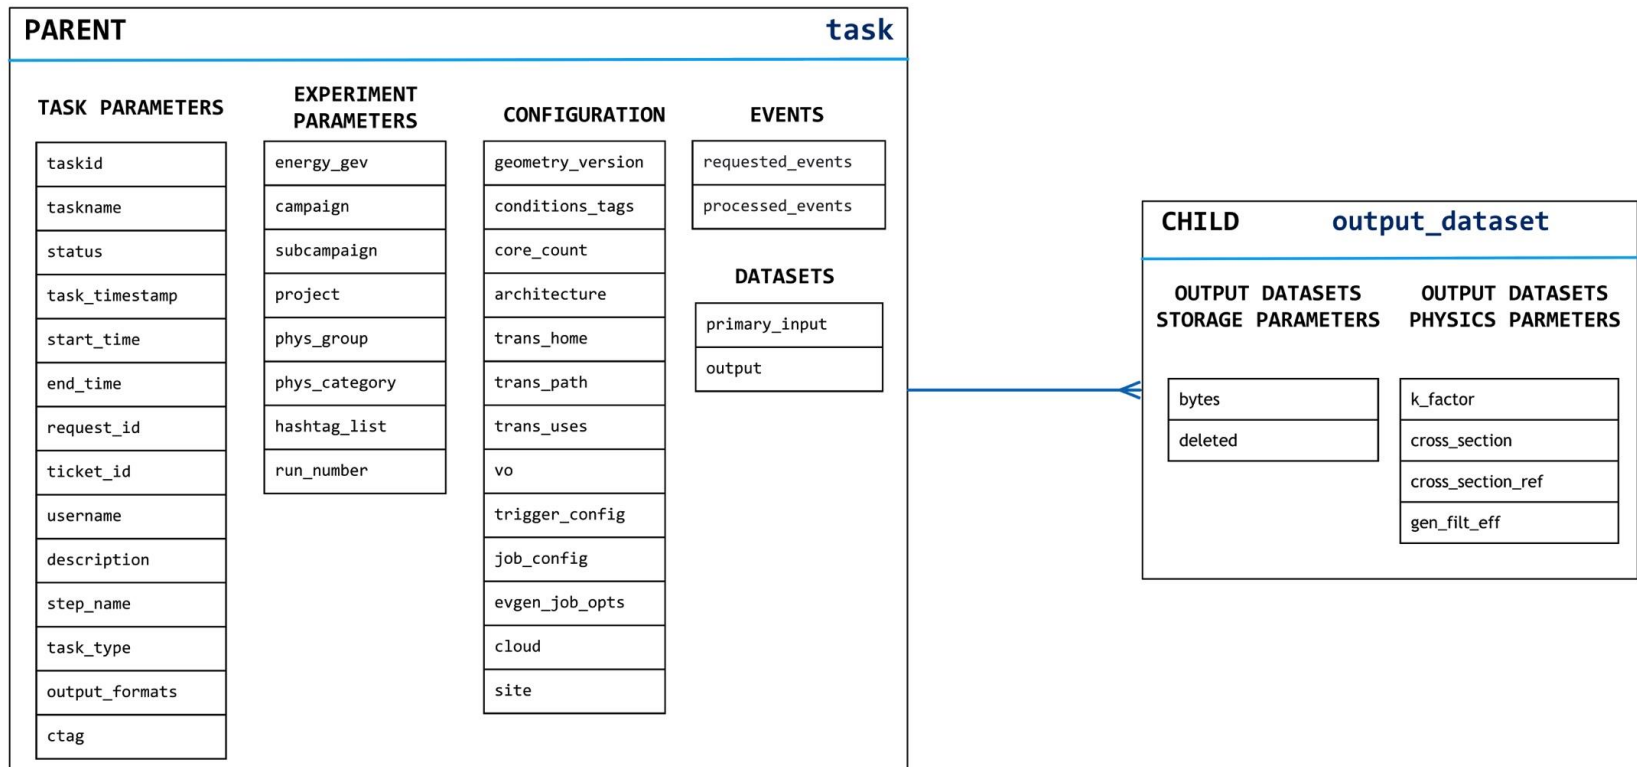 PARENT
task
TASK PARAMETERS
taskid
taskname
status
task_timestamp
start_time
end_time
request_id
ticket_id
username
description
step_name
task_type
output_formats
ctag
EXPERIMENT
PARAMETERS
energy_gev
campaign
subcampaign
project
phys_group
phys_category
hashtag_list
run_number
CONFIGURATION
geometry_version
conditions_tags
core_count
architecture
trans_home
trans_path
trans_uses
vo
trigger_config
job_config
evgen_job_opts
cloud
site
EVENTS
requested_events
processed_events
DATASETS
primary_input
output
CHILD
output_dataset
OUTPUT DATASETS
STORAGE PARAMETERS
bytes
deleted
OUTPUT DATASETS
PHYSICS PARMETERS
k_factor
cross_section
cross_section_ref
gen_filt_eff